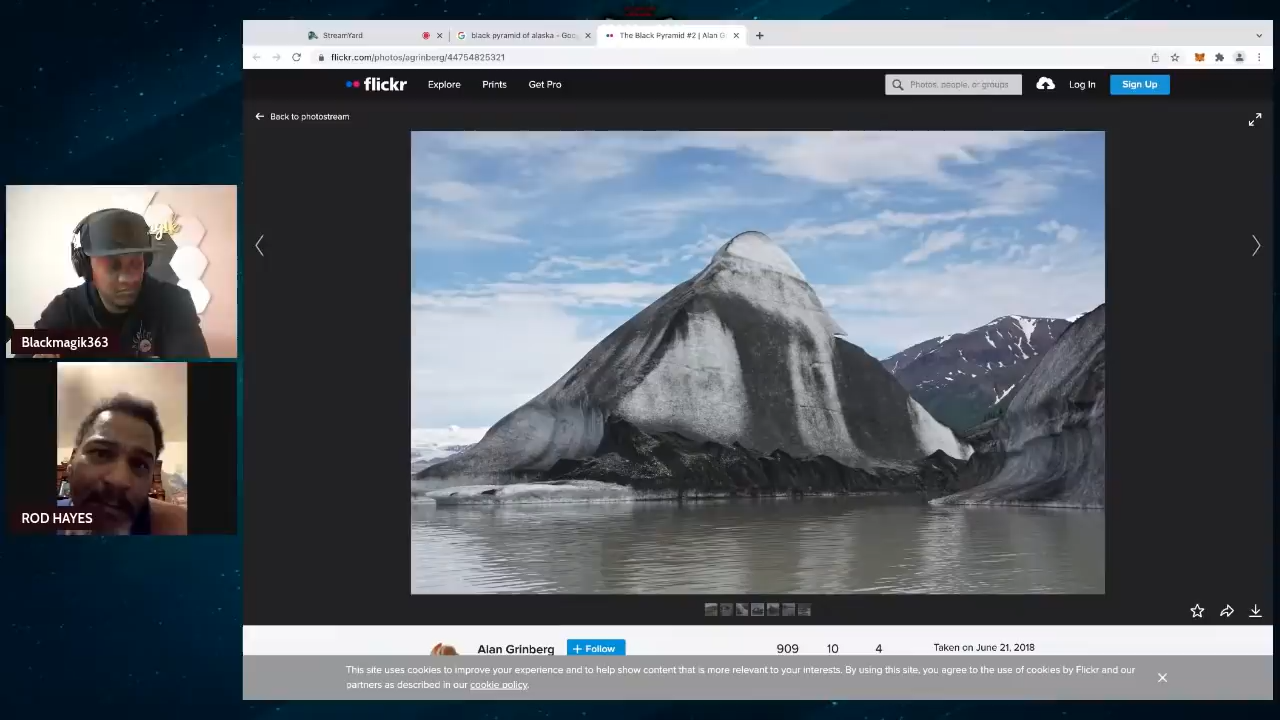 StreamYard
black pyramid of alaska - Goo
The Black Pyramid #2 | Alan G
flickr.com/photos/agrinberg/44754825321
flickr
Explore
Prints
Get Pro
Photos, people, or groups
Log In
Sign Up
Back to photostream
Blackmagik363
ROD HAYES
Alan Grinberg
+ Follow
909
10
4
Taken on June 21, 2018
This site uses cookies to improve your experience and to help show content that is more relevant to your interests. By using this site, you agree to the use of cookies by Flickr and our
partners as described in our cookie policy.